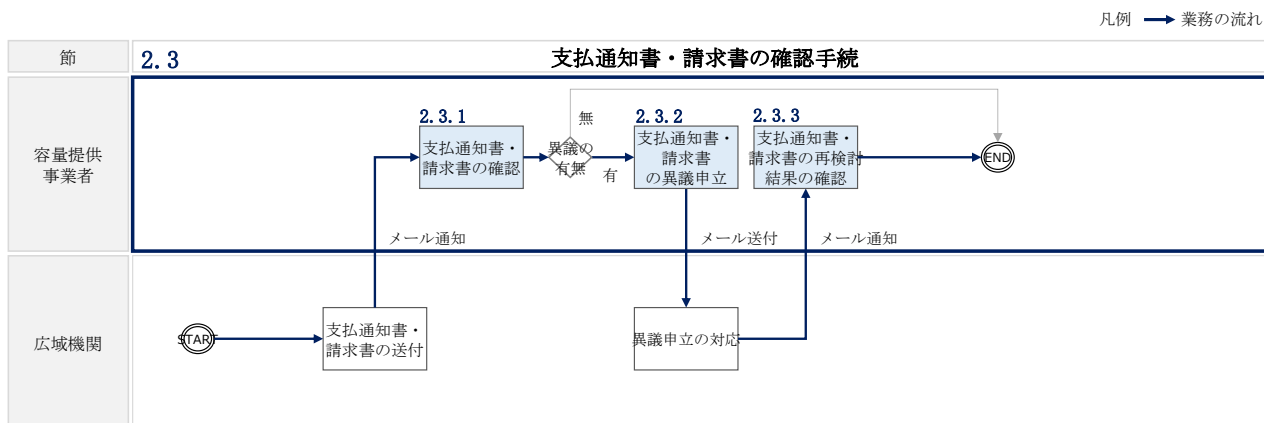 凡例 業務の流れ
節
2.3
支払通知書・請求書の確認手続
容量提供
事業者
2.3.1
支払通知書・
請求書の確認
異議の
有無
無
有
2.3.2
支払通知書・
請求書
の異議申立
2.3.3
支払通知書・
請求書の再検討
結果の確認
END
メール通知
メール送付
メール通知
広域機関
START
支払通知書・
請求書の送付
異議申立の対応